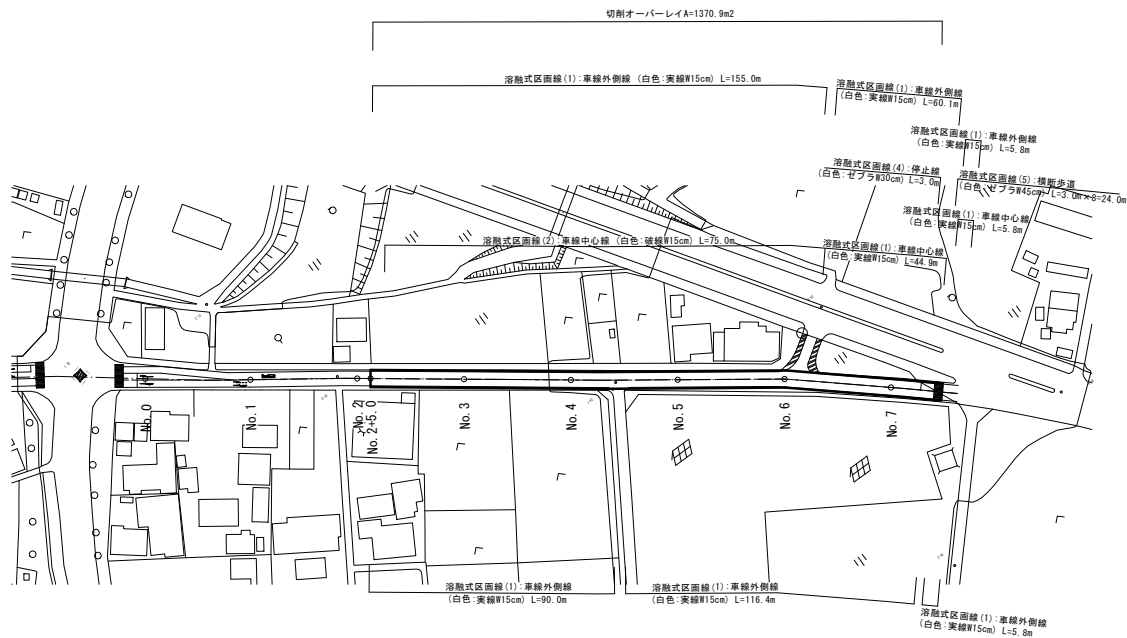 切削オーバーレイA=1370.9m2
溶融式区画線(1):車線外側線 (白色:実線W15cm) L=155.0m
溶融式区画線(1):車線外側線
(白色:実線W15cm) L=60.1m
溶融式区画線(1):車線外側線
(白色:実線W15cm) L=5.8m
溶融式区画線(4):停止線
(白色:ゼブラW30cm) L=3.0m
溶融式区画線(5):横断歩道
(白色:ゼブラW45cm) L=3.0m×8=24.0m
溶融式区画線(1):車線中心線
(白色:実線W15cm) L=5.8m
溶融式区画線(2):車線中心線 (白色:破線W15cm) L=75.0m
溶融式区画線(1):車線中心線
(白色:実線W15cm) L=44.9m
No.0
No.1
No.2
No.2+5.0
No.3
No.4
No.5
No.6
No.7
溶融式区画線(1):車線外側線
(白色:実線W15cm) L=90.0m
溶融式区画線(1):車線外側線
(白色:実線W15cm) L=116.4m
溶融式区画線(1):車線外側線
(白色:実線W15cm) L=5.8m